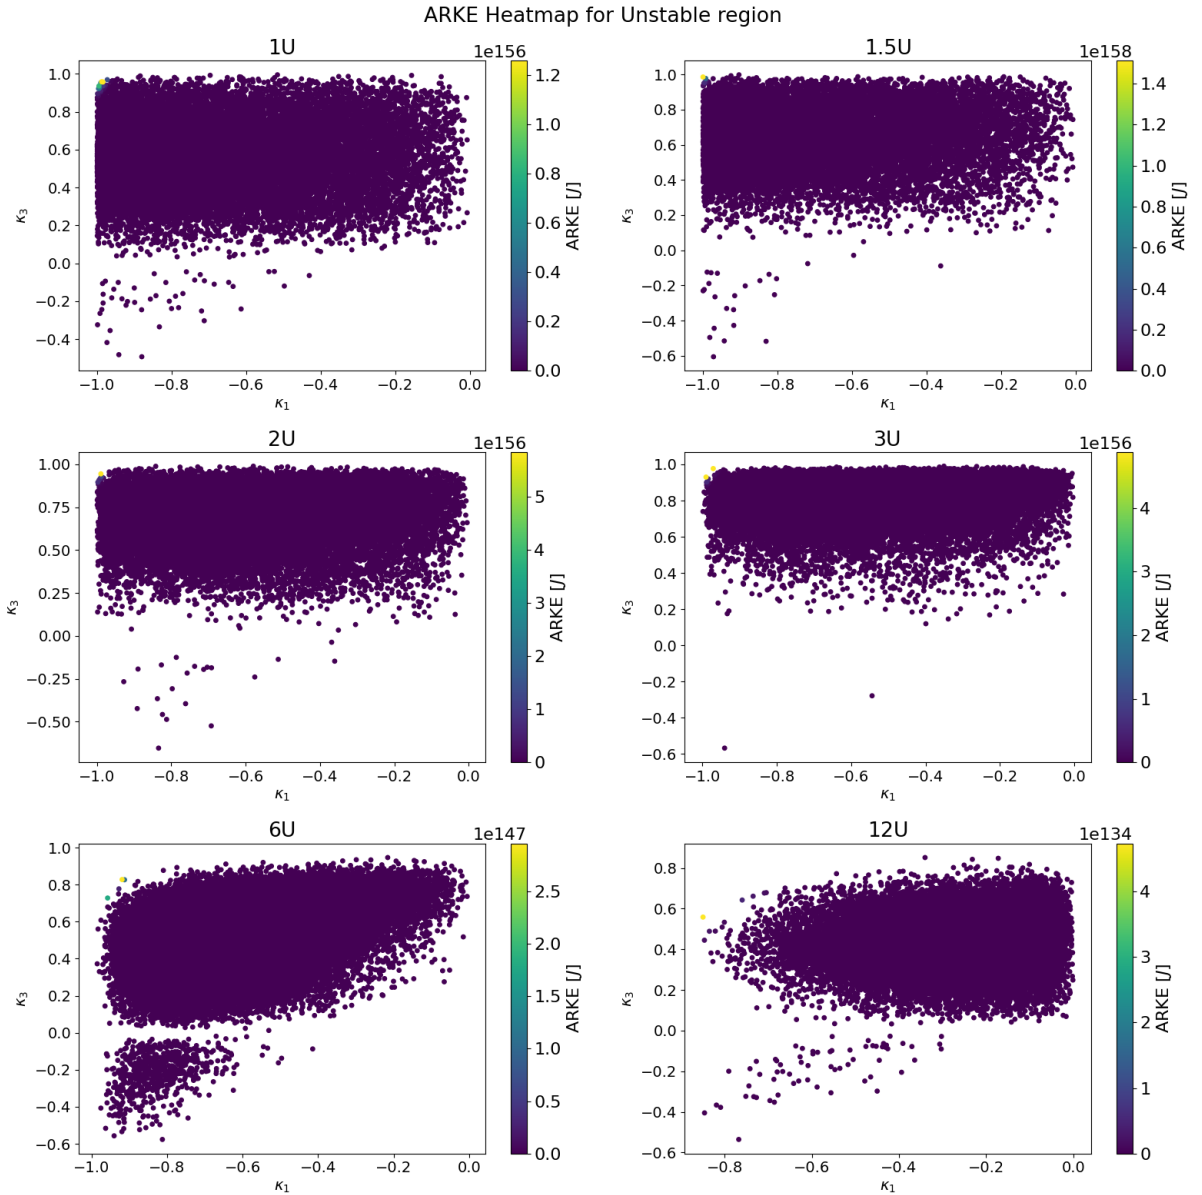 ARKE Heatmap for Unstable region
1U
1e156
1.0
0.8
0.6
0.4
0.2
0.0
−0.2
−0.4
κ3
−1.0 −0.8 −0.6 −0.4 −0.2 0.0
κ1
1.2
1.0
0.8
0.6
0.4
0.2
0.0
ARKE [J]
1.5U
1e158
1.0
0.8
0.6
0.4
0.2
0.0
−0.2
−0.4
−0.6
κ3
−1.0 −0.8 −0.6 −0.4 −0.2 0.0
κ1
1.4
1.2
1.0
0.8
0.6
0.4
0.2
0.0
ARKE [J]
2U
1e156
1.00
0.75
0.50
0.25
0.00
−0.25
−0.50
κ3
−1.0 −0.8 −0.6 −0.4 −0.2 0.0
κ1
5
4
3
2
1
0
ARKE [J]
3U
1e156
1.0
0.8
0.6
0.4
0.2
0.0
−0.2
−0.4
−0.6
κ3
−1.0 −0.8 −0.6 −0.4 −0.2 0.0
κ1
4
3
2
1
0
ARKE [J]
6U
1e147
1.0
0.8
0.6
0.4
0.2
0.0
−0.2
−0.4
−0.6
κ3
−1.0 −0.8 −0.6 −0.4 −0.2 0.0
κ1
2.5
2.0
1.5
1.0
0.5
0.0
ARKE [J]
12U
1e134
0.8
0.6
0.4
0.2
0.0
−0.2
−0.4
−0.6
κ3
−0.8 −0.6 −0.4 −0.2 0.0
κ1
4
3
2
1
0
ARKE [J]